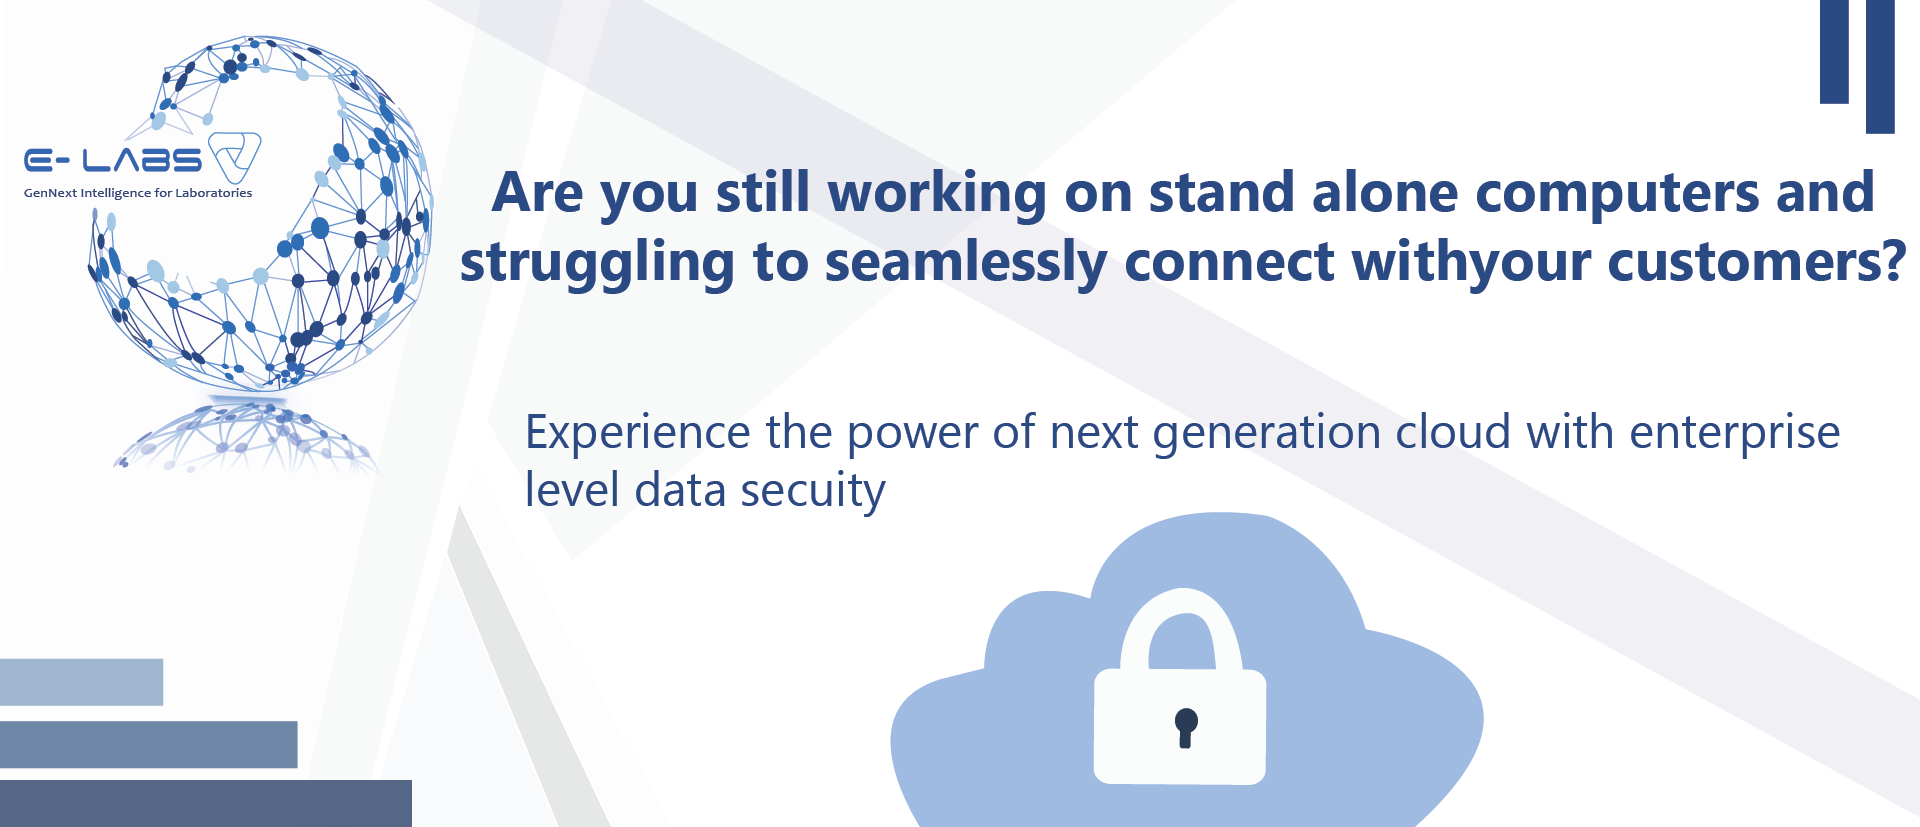 E- LABS
GenNext Intelligence for Laboratories
Are you still working on stand alone computers and
struggling to seamlessly connect withyour customers?
Experience the power of next generation cloud with enterprise
level data secuity